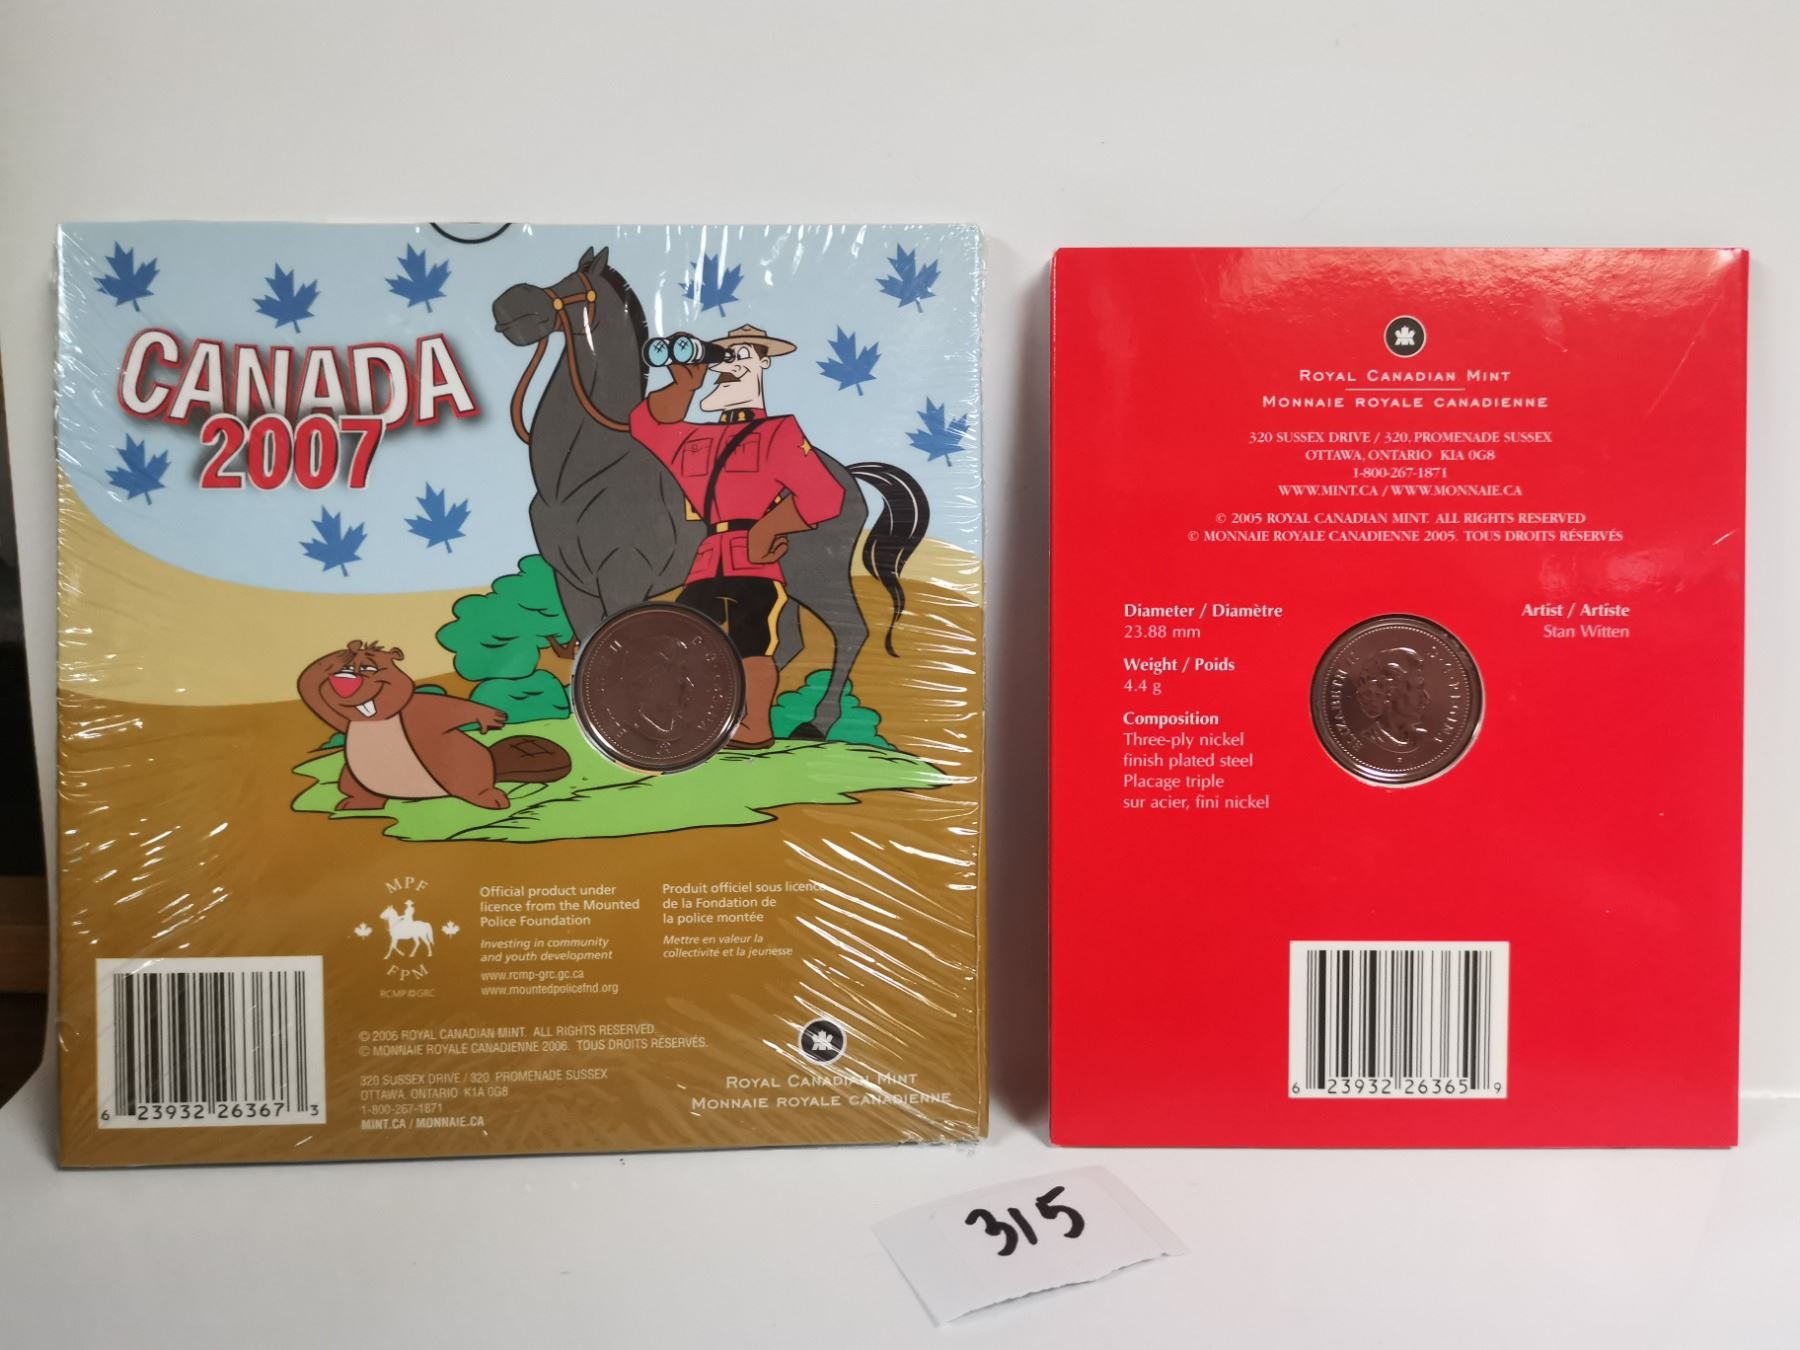 CANADA
2007
MPF
FPM
RCMP©GRC
Official product under
licence from the Mounted
Police Foundation
Investing in community
and youth development
www.rcmp-grc.gc.ca
www.mountedpolicefnd.org
Produit officiel sous licence
de la Fondation de
la police montée
Mettre en valeur la
collectivité et la jeunesse
© 2006 ROYAL CANADIAN MINT. ALL RIGHTS RESERVED.
© MONNAIE ROYALE CANADIENNE 2006. TOUS DROITS RÉSERVÉS.
320 SUSSEX DRIVE / 320 PROMENADE SUSSEX
OTTAWA, ONTARIO K1A 0G8
1-800-267-1871
MINT.CA / MONNAIE.CA
ROYAL CANADIAN MINT
MONNAIE ROYALE CANADIENNE
6 23932 26367 3
ROYAL CANADIAN MINT
MONNAIE ROYALE CANADIENNE
320 SUSSEX DRIVE / 320, PROMENADE SUSSEX
OTTAWA, ONTARIO K1A 0G8
1-800-267-1871
WWW.MINT.CA / WWW.MONNAIE.CA
© 2005 ROYAL CANADIAN MINT. ALL RIGHTS RESERVED
© MONNAIE ROYALE CANADIENNE 2005. TOUS DROITS RÉSERVÉS
Diameter / Diamètre
23.88 mm
Weight / Poids
4.4 g
Composition
Three-ply nickel
finish plated steel
Placage triple
sur acier, fini nickel
ELIZABETH II D.G. REGINA
Artist / Artiste
Stan Witten
6 23932 26365 9
315